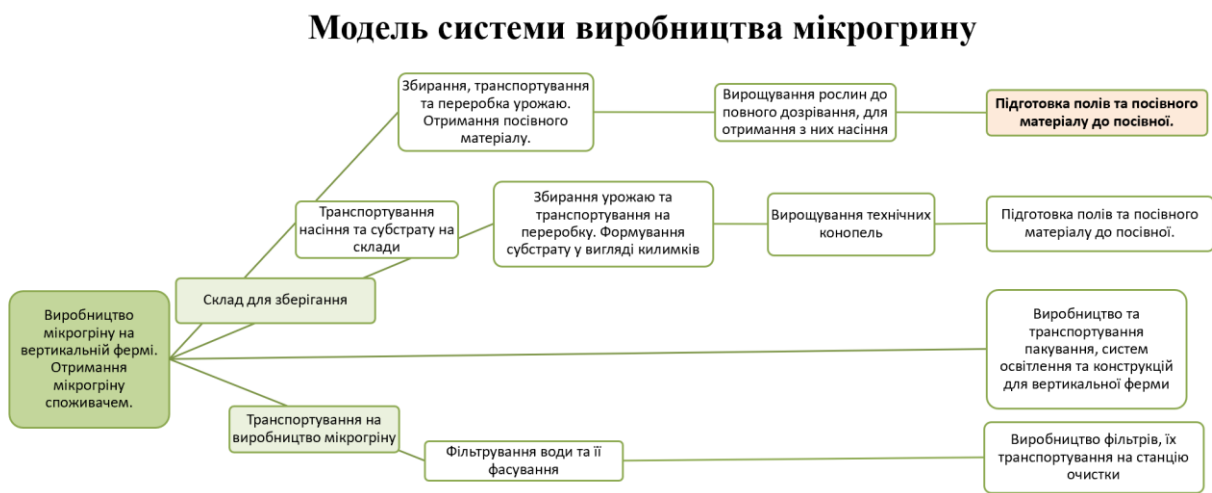 Модель системи виробництва мікрогрину
Збирання, транспортування
та переробка урожаю.
Отримання посівного
матеріалу.
Вирощування рослин до
повного дозрівання, для
отримання з них насіння
Підготовка полів та посівного
матеріалу до посівної.
Транспортування
насіння та субстрату на
склади
Збирання урожаю та
транспортування на
переробку. Формування
субстрату у вигляді килимків
Вирощування технічних
конопель
Підготовка полів та посівного
матеріалу до посівної.
Склад для зберігання
Виробництво
мікрогріну на
вертикальній фермі.
Отримання
мікрогріну
споживачем.
Виробництво та
транспортування
пакування, систем
освітлення та конструкцій
для вертикальної ферми
Транспортування на
виробництво мікрогріну
Фільтрування води та її
фасування
Виробництво фільтрів, їх
транспортування на станцію
очистки